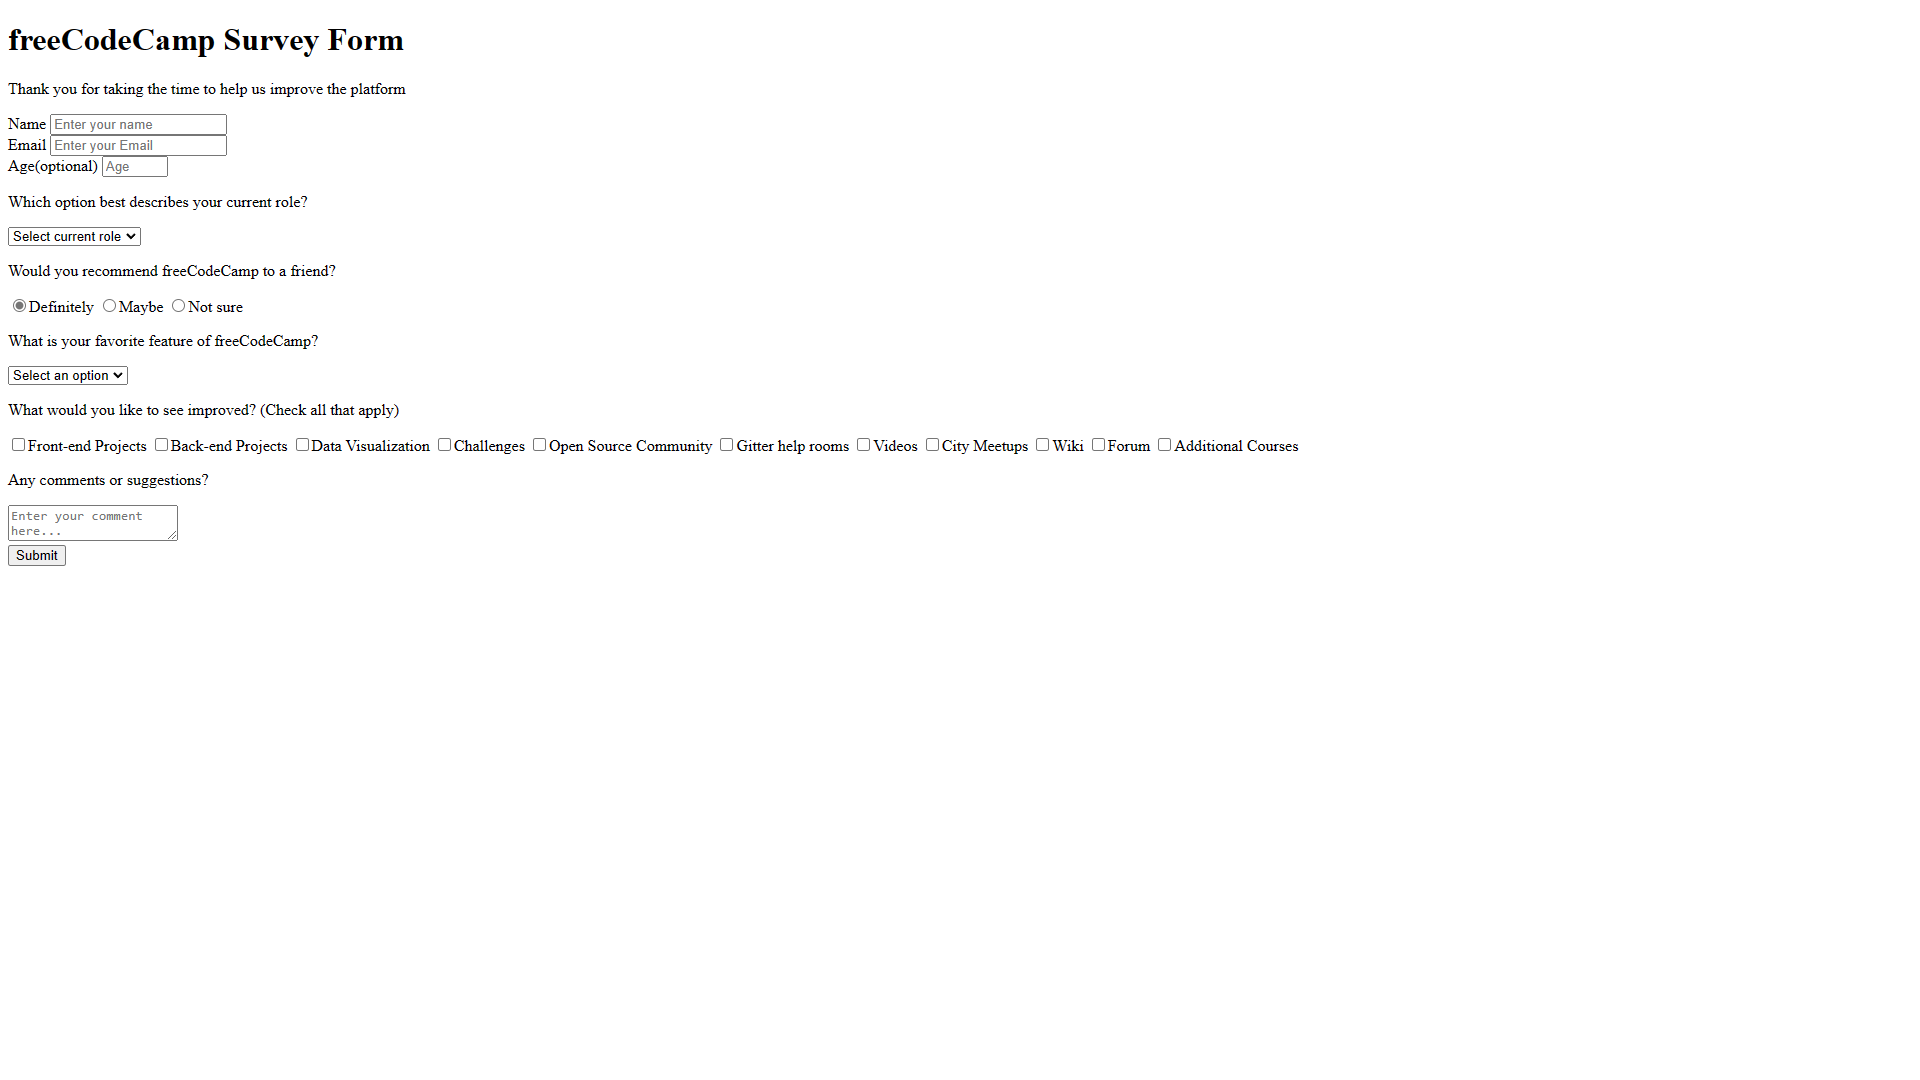 freeCodeCamp Survey Form
Thank you for taking the time to help us improve the platform
Name Enter your name
Email Enter your Email
Age(optional) Age
Which option best describes your current role?
Select current role
Would you recommend freeCodeCamp to a friend?
Definitely Maybe Not sure
What is your favorite feature of freeCodeCamp?
Select an option
What would you like to see improved? (Check all that apply)
Front-end Projects Back-end Projects Data Visualization Challenges Open Source Community Gitter help rooms Videos City Meetups Wiki Forum Additional Courses
Any comments or suggestions?
Enter your comment
here...
Submit